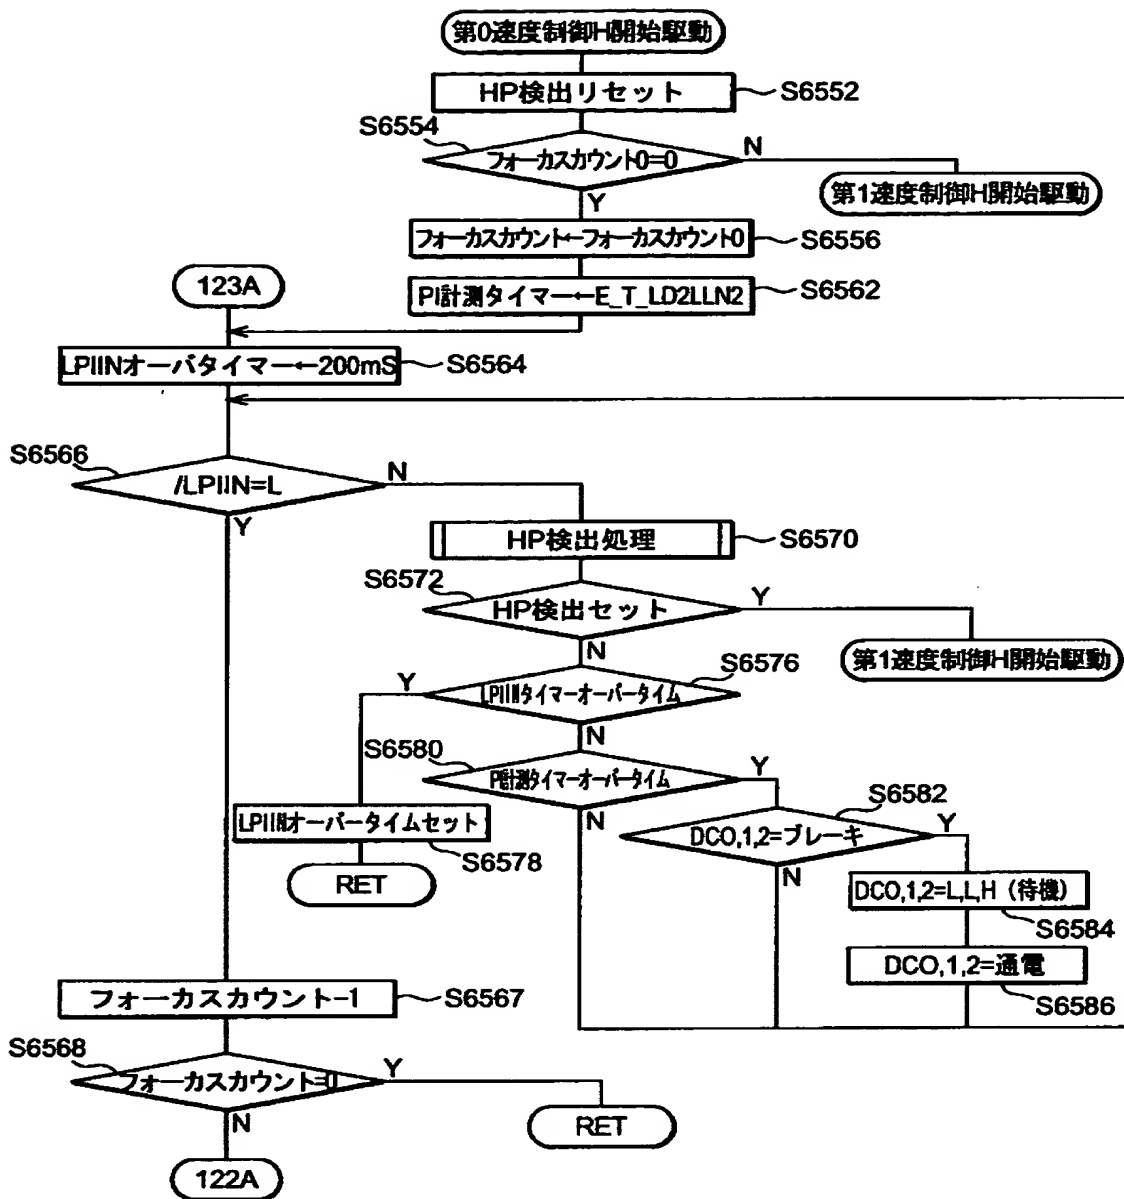 第0速度制御H開始駆動
HP検出リセット
S6552
S6554
フォーカスカウント0=0
N
Y
第1速度制御H開始駆動
フォーカスカウント←フォーカスカウント0
S6556
123A
PI計測タイマー←E_T_LD2LLN2
S6562
LPIINオーバタイマー←200mS
S6564
S6566
/LPIIN=L
N
Y
HP検出処理
S6570
S6572
HP検出セット
Y
N
第1速度制御H開始駆動
S6576
LPIINタイマーオーバータイム
Y
N
S6580
PI計測タイマーオーバータイム
Y
N
S6582
DC0,1,2=ブレーキ
Y
N
LPIINオーバータイムセット
S6578
RET
DC0,1,2=L,L,H (待機)
S6584
DC0,1,2=通電
S6586
フォーカスカウント-1
S6567
S6568
フォーカスカウント=0
Y
N
RET
122A